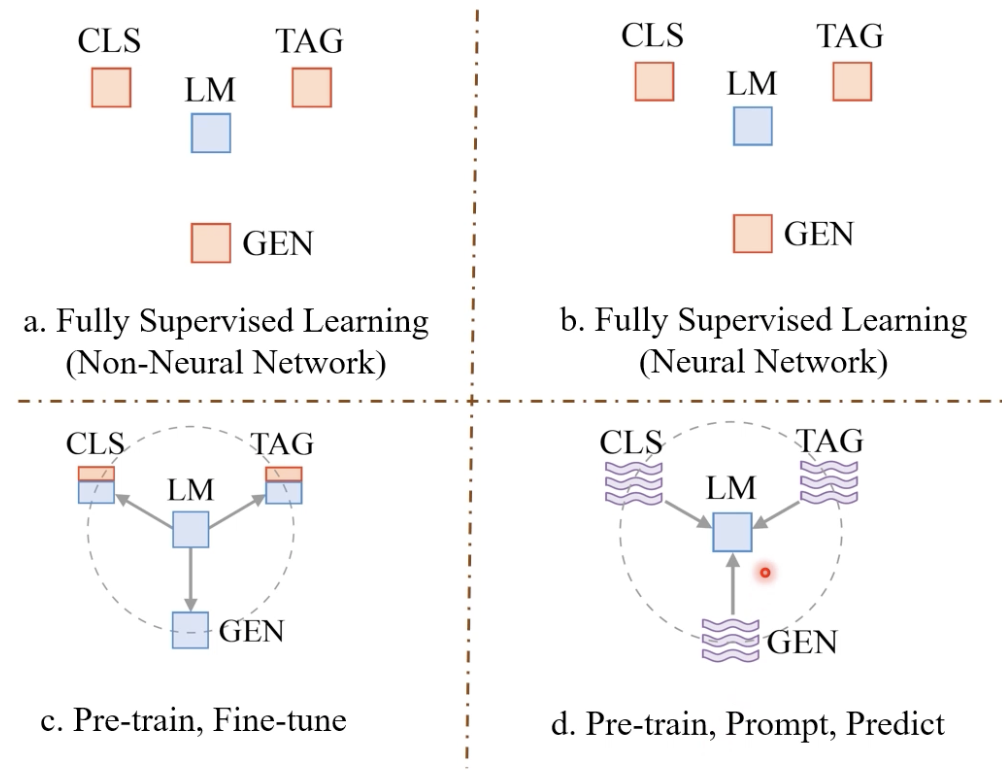 CLS
TAG
LM
GEN
a. Fully Supervised Learning
(Non-Neural Network)
CLS
TAG
LM
GEN
b. Fully Supervised Learning
(Neural Network)
CLS
TAG
LM
GEN
c. Pre-train, Fine-tune
CLS
TAG
LM
GEN
d. Pre-train, Prompt, Predict